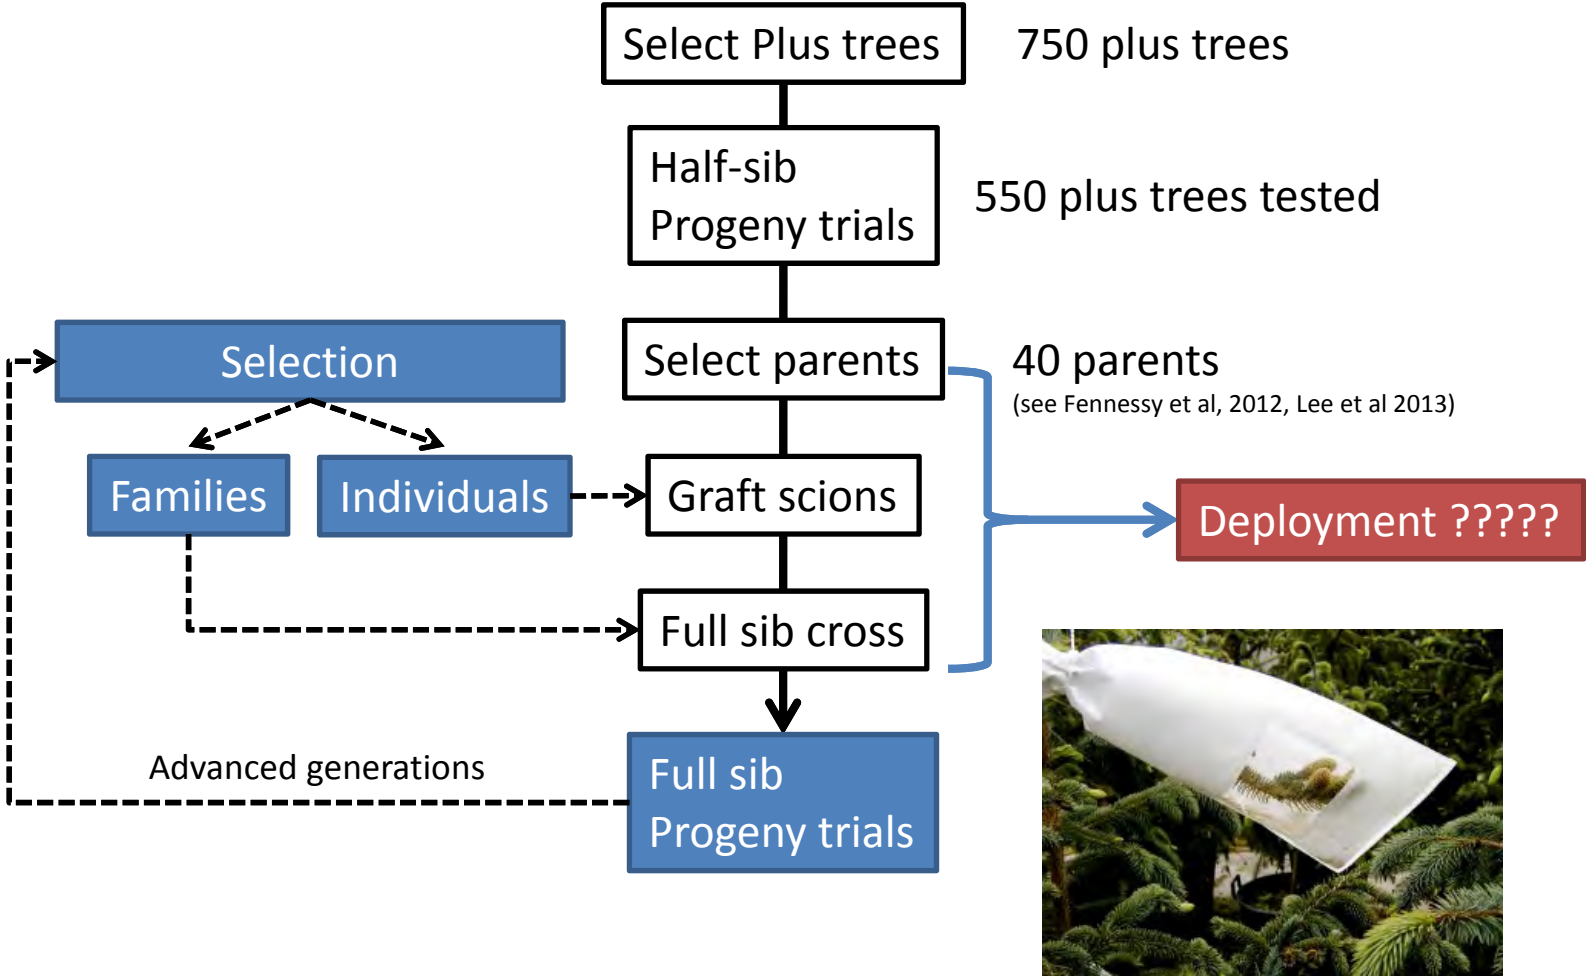 Select Plus trees
750 plus trees
Half-sib
Progeny trials
550 plus trees tested
Selection
Select parents
40 parents
(see Fennessy et al, 2012, Lee et al 2013)
Families
Individuals
Graft scions
Deployment ?????
Full sib cross
Advanced generations
Full sib
Progeny trials